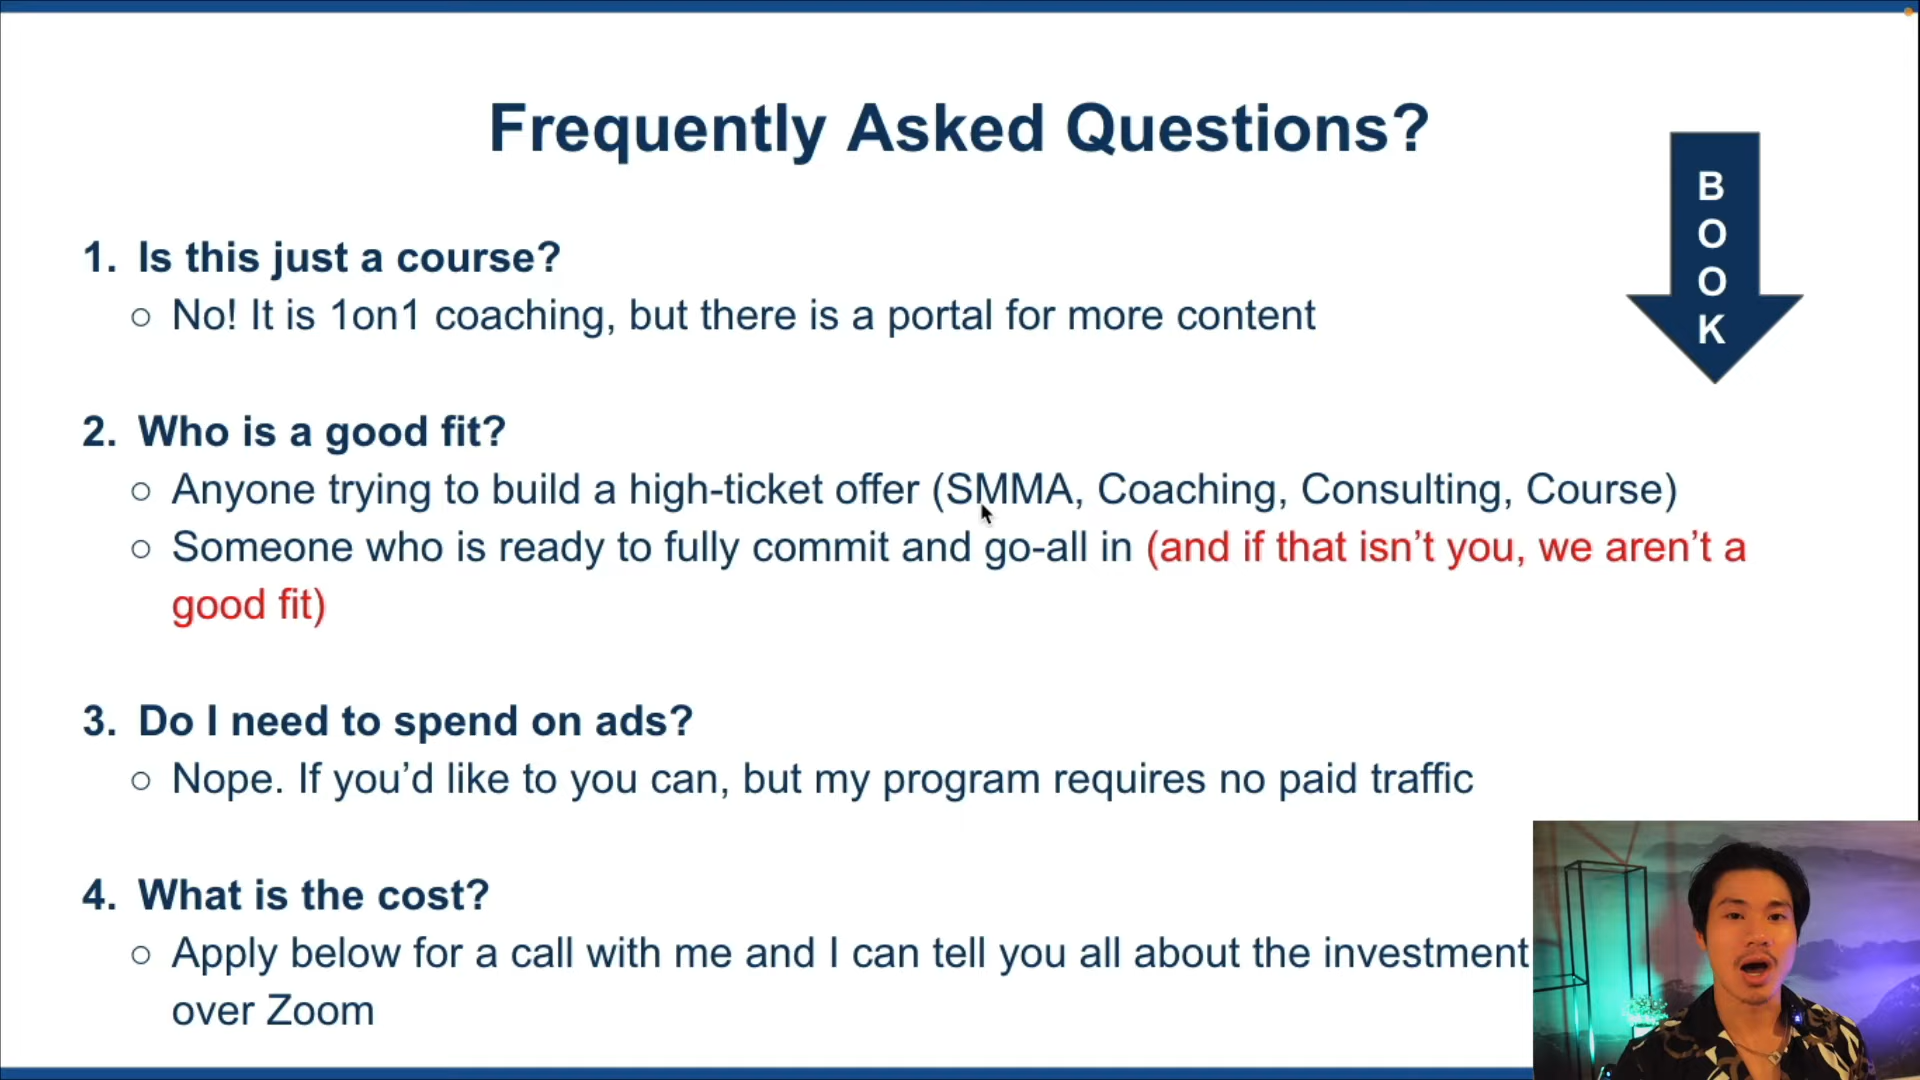 Frequently Asked Questions?
B
O
O
K
1. Is this just a course?
○ No! It is 1on1 coaching, but there is a portal for more content
2. Who is a good fit?
○ Anyone trying to build a high-ticket offer (SMMA, Coaching, Consulting, Course)
○ Someone who is ready to fully commit and go-all in (and if that isn’t you, we aren’t a
good fit)
3. Do I need to spend on ads?
○ Nope. If you’d like to you can, but my program requires no paid traffic
4. What is the cost?
○ Apply below for a call with me and I can tell you all about the investment
over Zoom